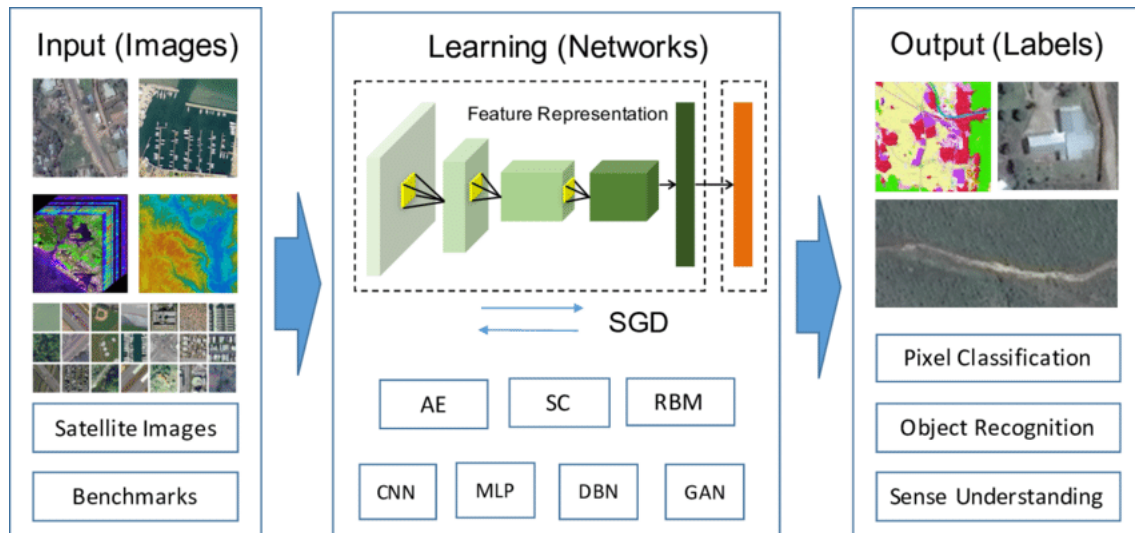 Input (Images)
Satellite Images
Benchmarks
Learning (Networks)
Feature Representation
SGD
AE
SC
RBM
CNN
MLP
DBN
GAN
Output (Labels)
Pixel Classification
Object Recognition
Sense Understanding